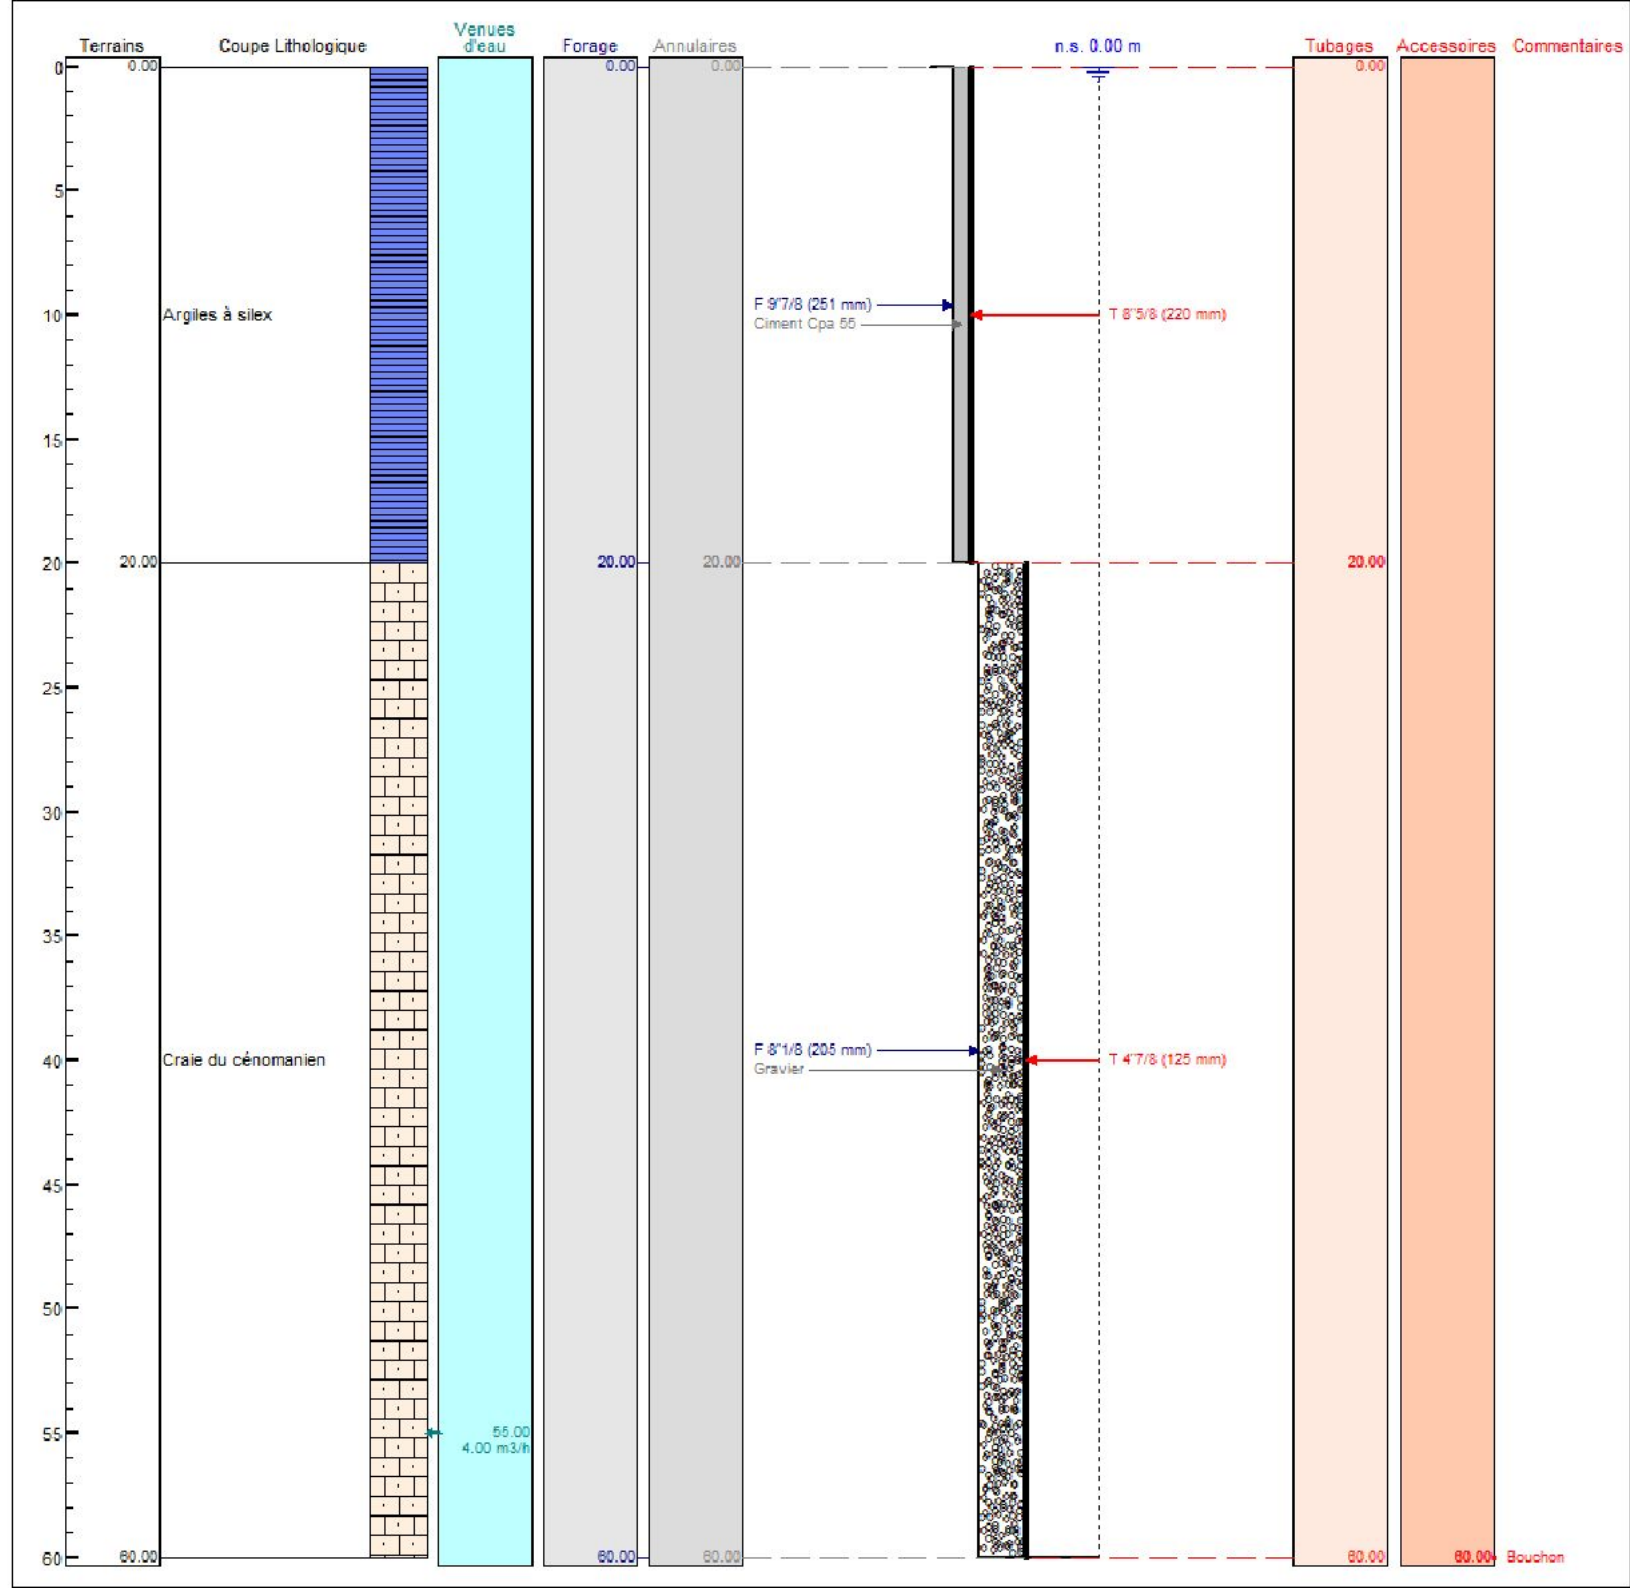 Venues
Terrains Coupe Lithologique d'eau Forage Annulaires n.s. 0.00 m Tubages Accessoires Commentaires
0 0.00 0.00 0.00 0.00
5
F 9"7/8 (251 mm)
10 Argiles à silex T 8"5/8 (220 mm)
Ciment Cpa 55
15
20 20.00 20.00 20.00 20.00
25
30
35
F 8"1/8 (205 mm)
40 Craie du cénomanien T 4"7/8 (125 mm)
Gravier
45
50
55 55.00
4.00 m3/h
60 60.00 60.00 60.00 60.00 60.00 Bouchon